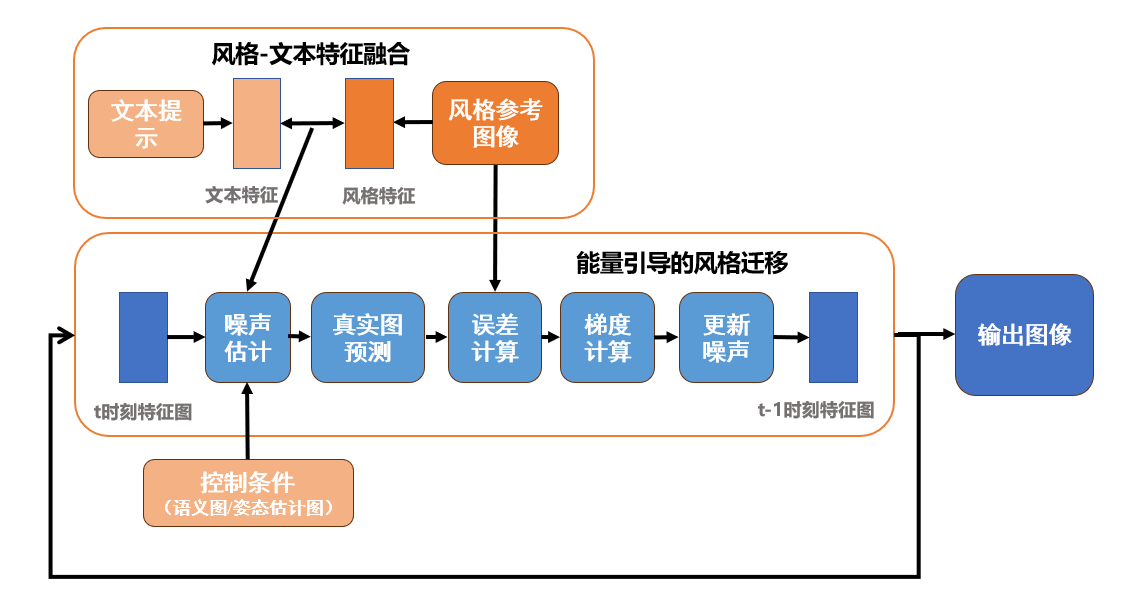 风格-文本特征融合
文本提
示
风格参考
图像
文本特征
风格特征
能量引导的风格迁移
噪声
估计
真实图
预测
误差
计算
梯度
计算
更新
噪声
输出图像
t时刻特征图
t-1时刻特征图
控制条件
（语义图/姿态估计图）